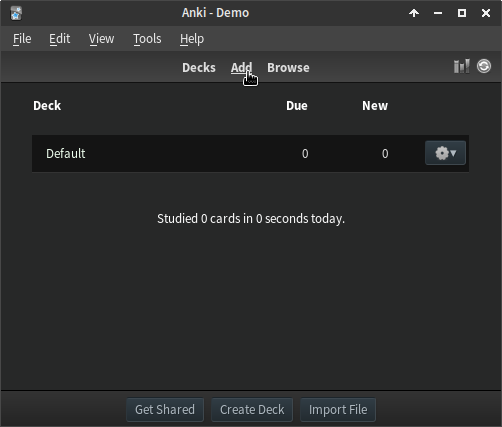 Anki - Demo
File Edit View Tools Help
Decks Add Browse
Deck Due New
Default 0 0
Studied 0 cards in 0 seconds today.
Get Shared Create Deck Import File